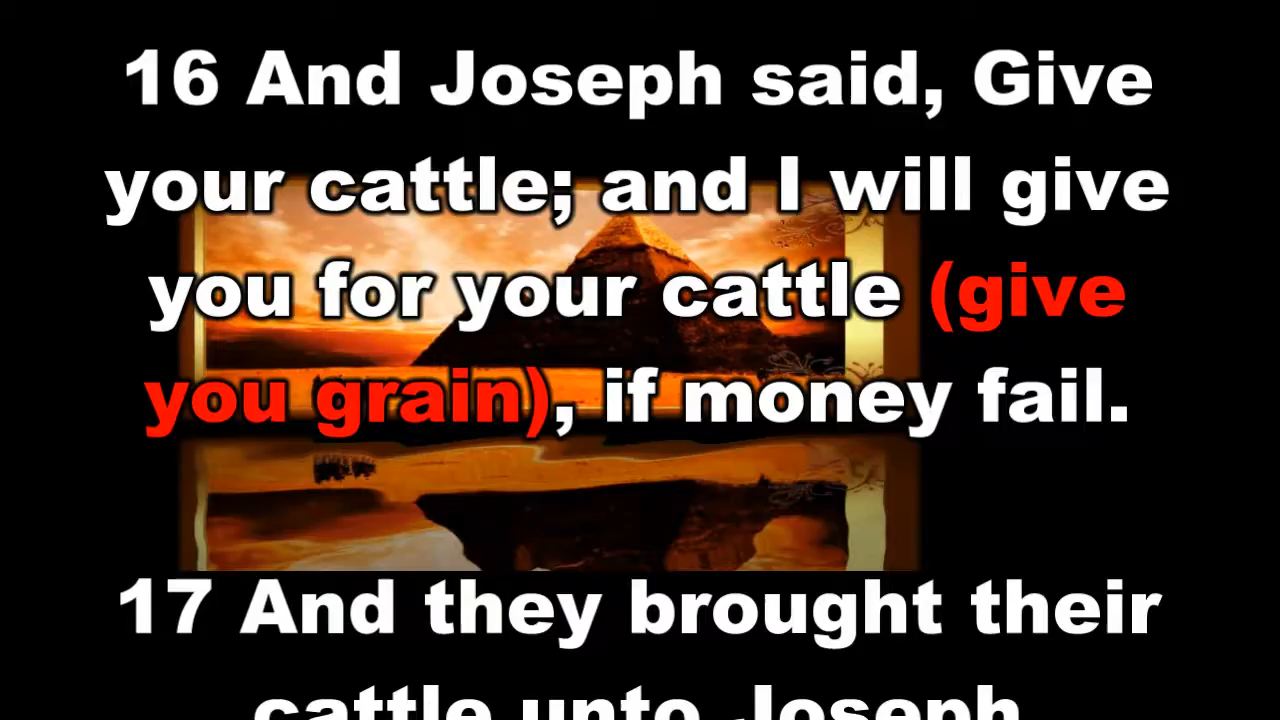 16 And Joseph said, Give
your cattle; and I will give
you for your cattle (give
you grain), if money fail.
17 And they brought their
cattle unto Joseph